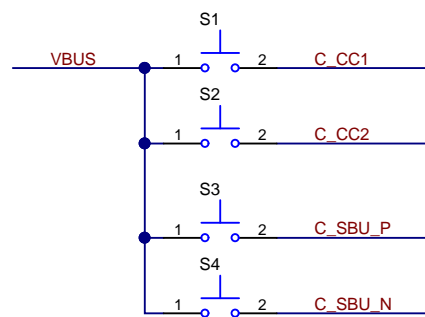 S1
VBUS 1 2 C_CC1
S2
1 2 C_CC2
S3
1 2 C_SBU_P
S4
1 2 C_SBU_N